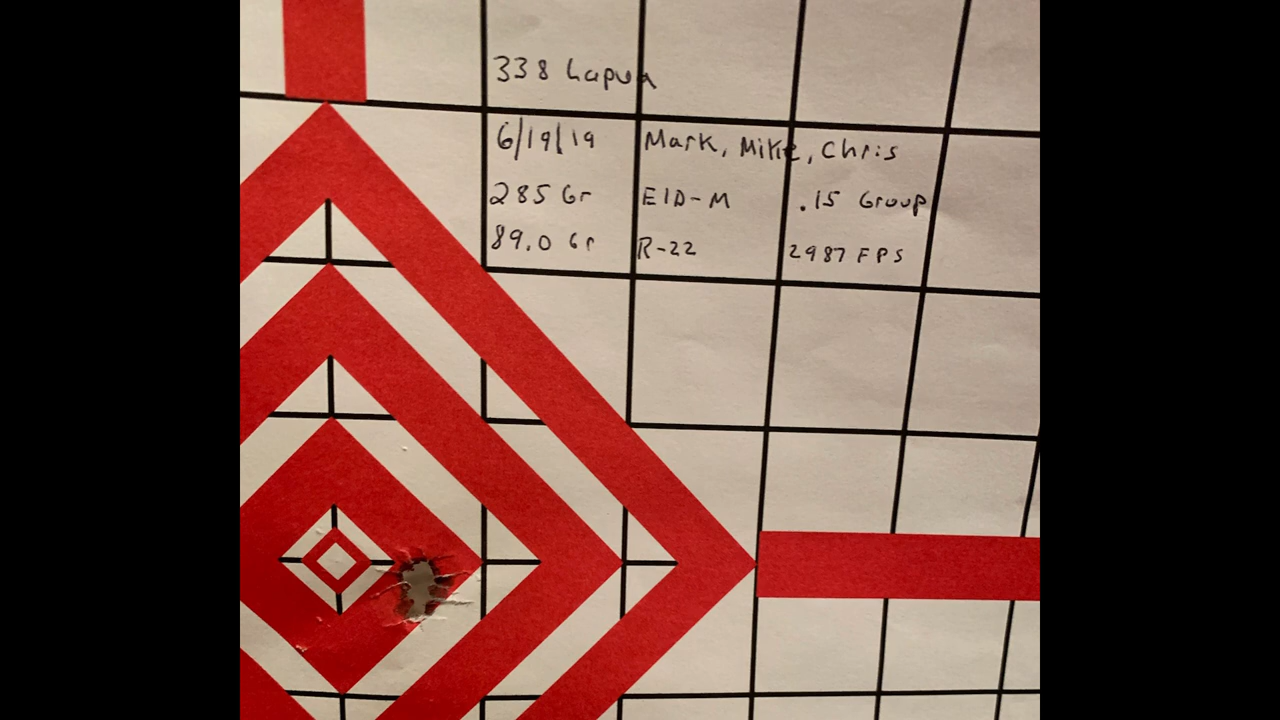 338 Lapua
6/19/19 Mark, Mike, Chris
285 Gr ElD-M .15 Group
89.0 Gr R-22 2987 FPS